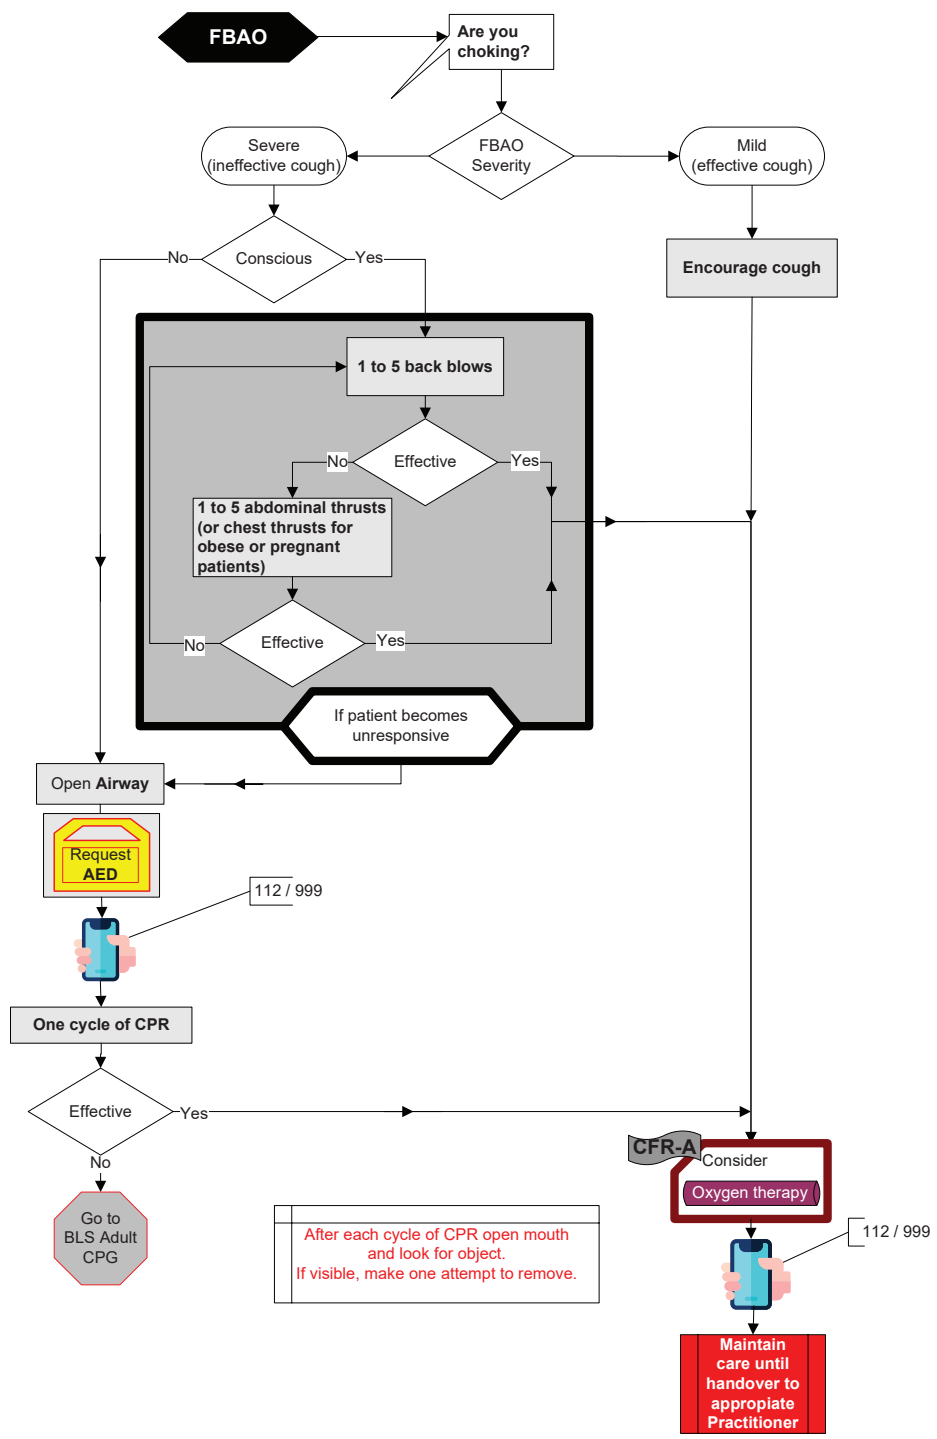 FBAO
Are you
choking?
Severe
(ineffective cough)
FBAO
Severity
Mild
(effective cough)
No
Conscious
Yes
Encourage cough
1 to 5 back blows
No
Effective
Yes
1 to 5 abdominal thrusts
(or chest thrusts for
obese or pregnant
patients)
No
Effective
Yes
If patient becomes
unresponsive
Open Airway
Request
AED
112 / 999
One cycle of CPR
Effective
Yes
No
Go to
BLS Adult
CPG
After each cycle of CPR open mouth
and look for object.
If visible, make one attempt to remove.
CFR-A
Consider
Oxygen therapy
112 / 999
Maintain
care until
handover to
appropiate
Practitioner